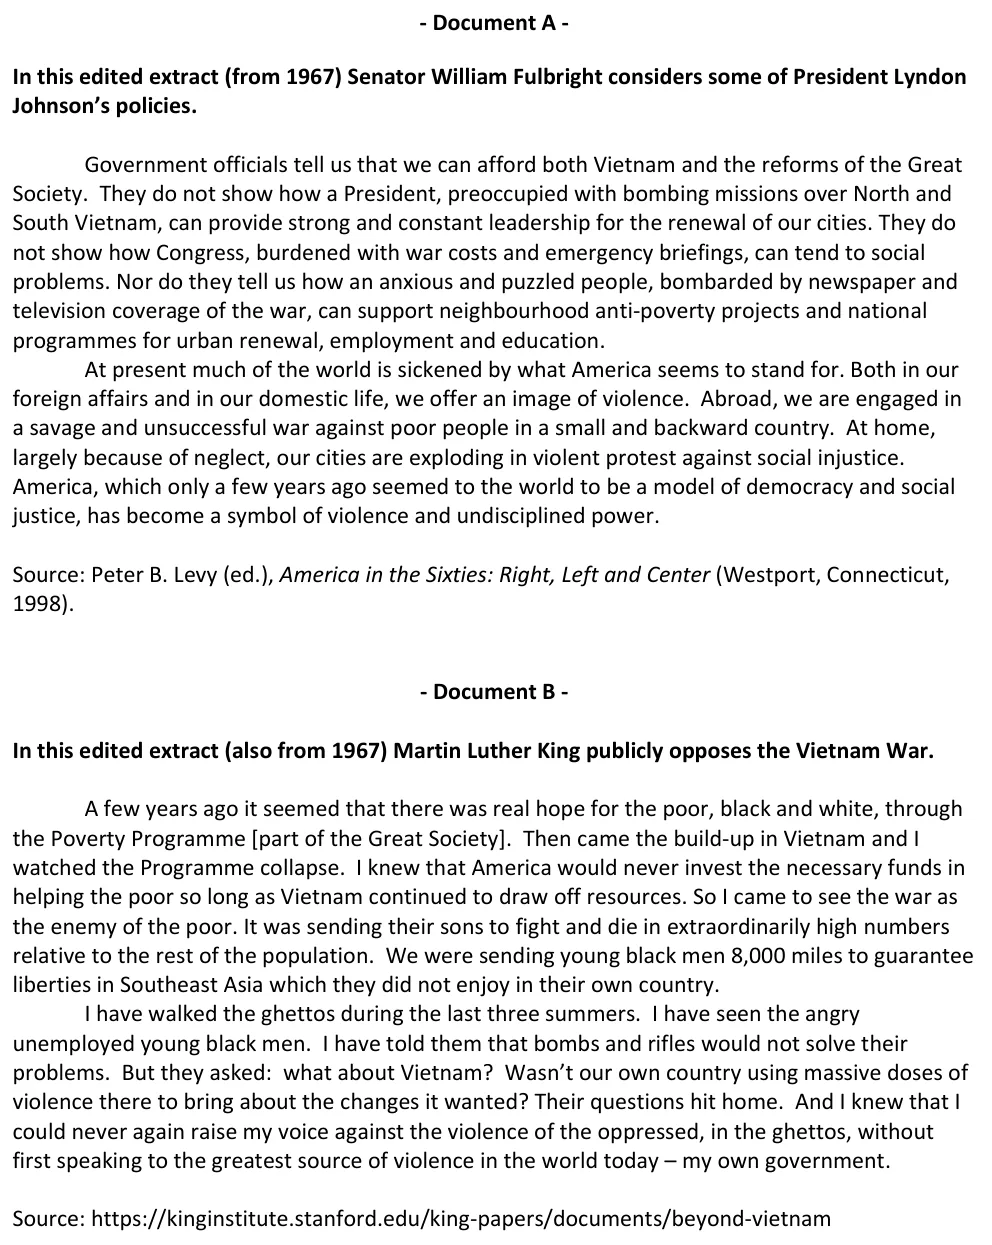 - Document A -
In this edited extract (from 1967) Senator William Fulbright considers some of President Lyndon
Johnson’s policies.
Government officials tell us that we can afford both Vietnam and the reforms of the Great
Society.  They do not show how a President, preoccupied with bombing missions over North and
South Vietnam, can provide strong and constant leadership for the renewal of our cities. They do
not show how Congress, burdened with war costs and emergency briefings, can tend to social
problems. Nor do they tell us how an anxious and puzzled people, bombarded by newspaper and
television coverage of the war, can support neighbourhood anti-poverty projects and national
programmes for urban renewal, employment and education.
At present much of the world is sickened by what America seems to stand for. Both in our
foreign affairs and in our domestic life, we offer an image of violence.  Abroad, we are engaged in
a savage and unsuccessful war against poor people in a small and backward country.  At home,
largely because of neglect, our cities are exploding in violent protest against social injustice.
America, which only a few years ago seemed to the world to be a model of democracy and social
justice, has become a symbol of violence and undisciplined power.
Source: Peter B. Levy (ed.), America in the Sixties: Right, Left and Center (Westport, Connecticut,
1998).
- Document B -
In this edited extract (also from 1967) Martin Luther King publicly opposes the Vietnam War.
A few years ago it seemed that there was real hope for the poor, black and white, through
the Poverty Programme [part of the Great Society].  Then came the build-up in Vietnam and I
watched the Programme collapse.  I knew that America would never invest the necessary funds in
helping the poor so long as Vietnam continued to draw off resources. So I came to see the war as
the enemy of the poor. It was sending their sons to fight and die in extraordinarily high numbers
relative to the rest of the population.  We were sending young black men 8,000 miles to guarantee
liberties in Southeast Asia which they did not enjoy in their own country.
I have walked the ghettos during the last three summers.  I have seen the angry
unemployed young black men.  I have told them that bombs and rifles would not solve their
problems.  But they asked:  what about Vietnam?  Wasn’t our own country using massive doses of
violence there to bring about the changes it wanted? Their questions hit home.  And I knew that I
could never again raise my voice against the violence of the oppressed, in the ghettos, without
first speaking to the greatest source of violence in the world today – my own government.
Source: https://kinginstitute.stanford.edu/king-papers/documents/beyond-vietnam